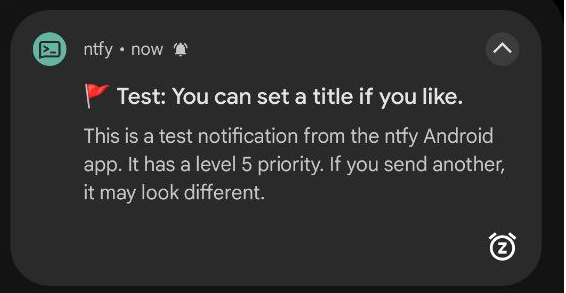 ntfy • now
🚩 Test: You can set a title if you like.
This is a test notification from the ntfy Android
app. It has a level 5 priority. If you send another,
it may look different.